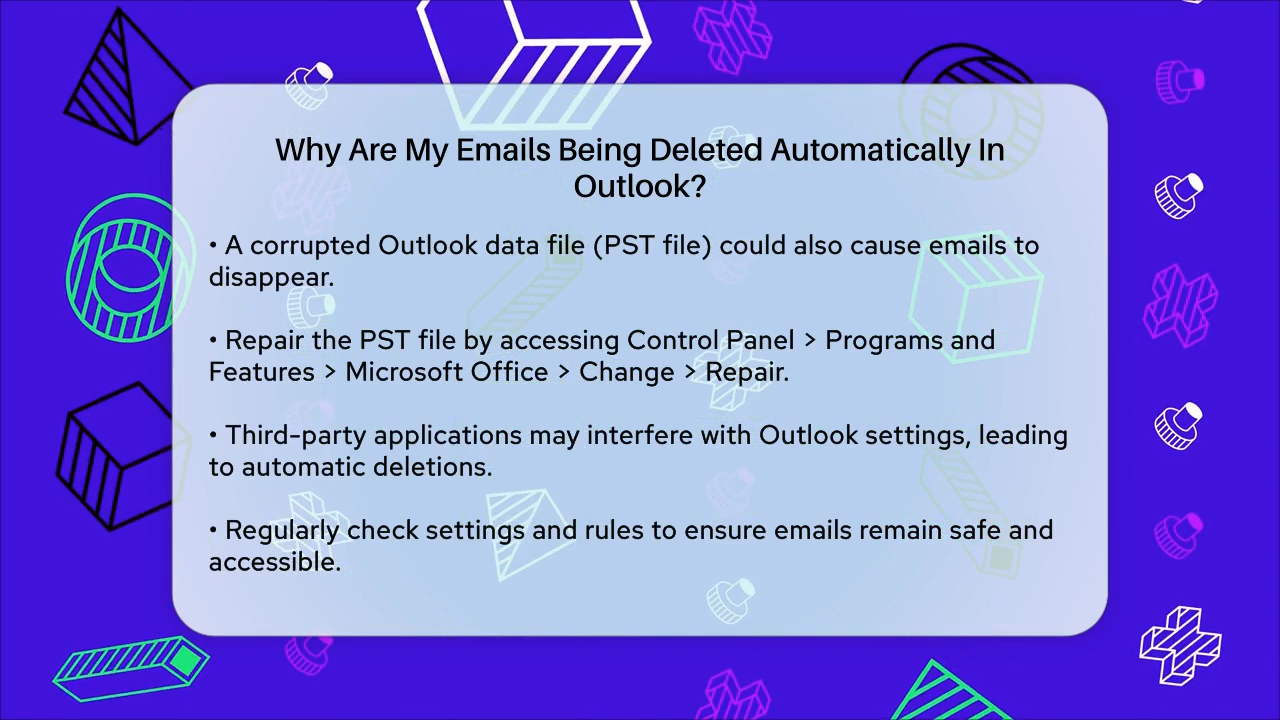 Why Are My Emails Being Deleted Automatically In
Outlook?
• A corrupted Outlook data file (PST file) could also cause emails to
disappear.
• Repair the PST file by accessing Control Panel > Programs and
Features > Microsoft Office > Change > Repair.
• Third-party applications may interfere with Outlook settings, leading
to automatic deletions.
• Regularly check settings and rules to ensure emails remain safe and
accessible.